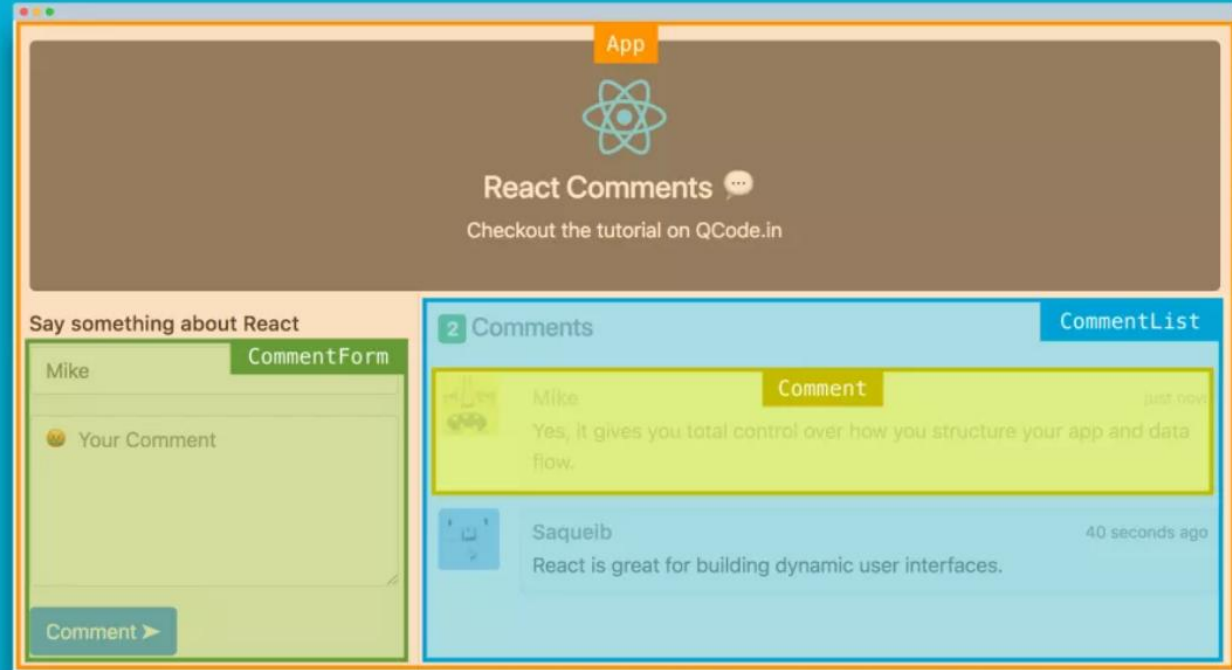 App
React Comments 💬
Checkout the tutorial on QCode.in
Say something about React
CommentForm
Mike
😀 Your Comment
Comment ➤
2 Comments
CommentList
Comment
Mike
just now
Yes, it gives you total control over how you structure your app and data
flow.
Saqueib
40 seconds ago
React is great for building dynamic user interfaces.